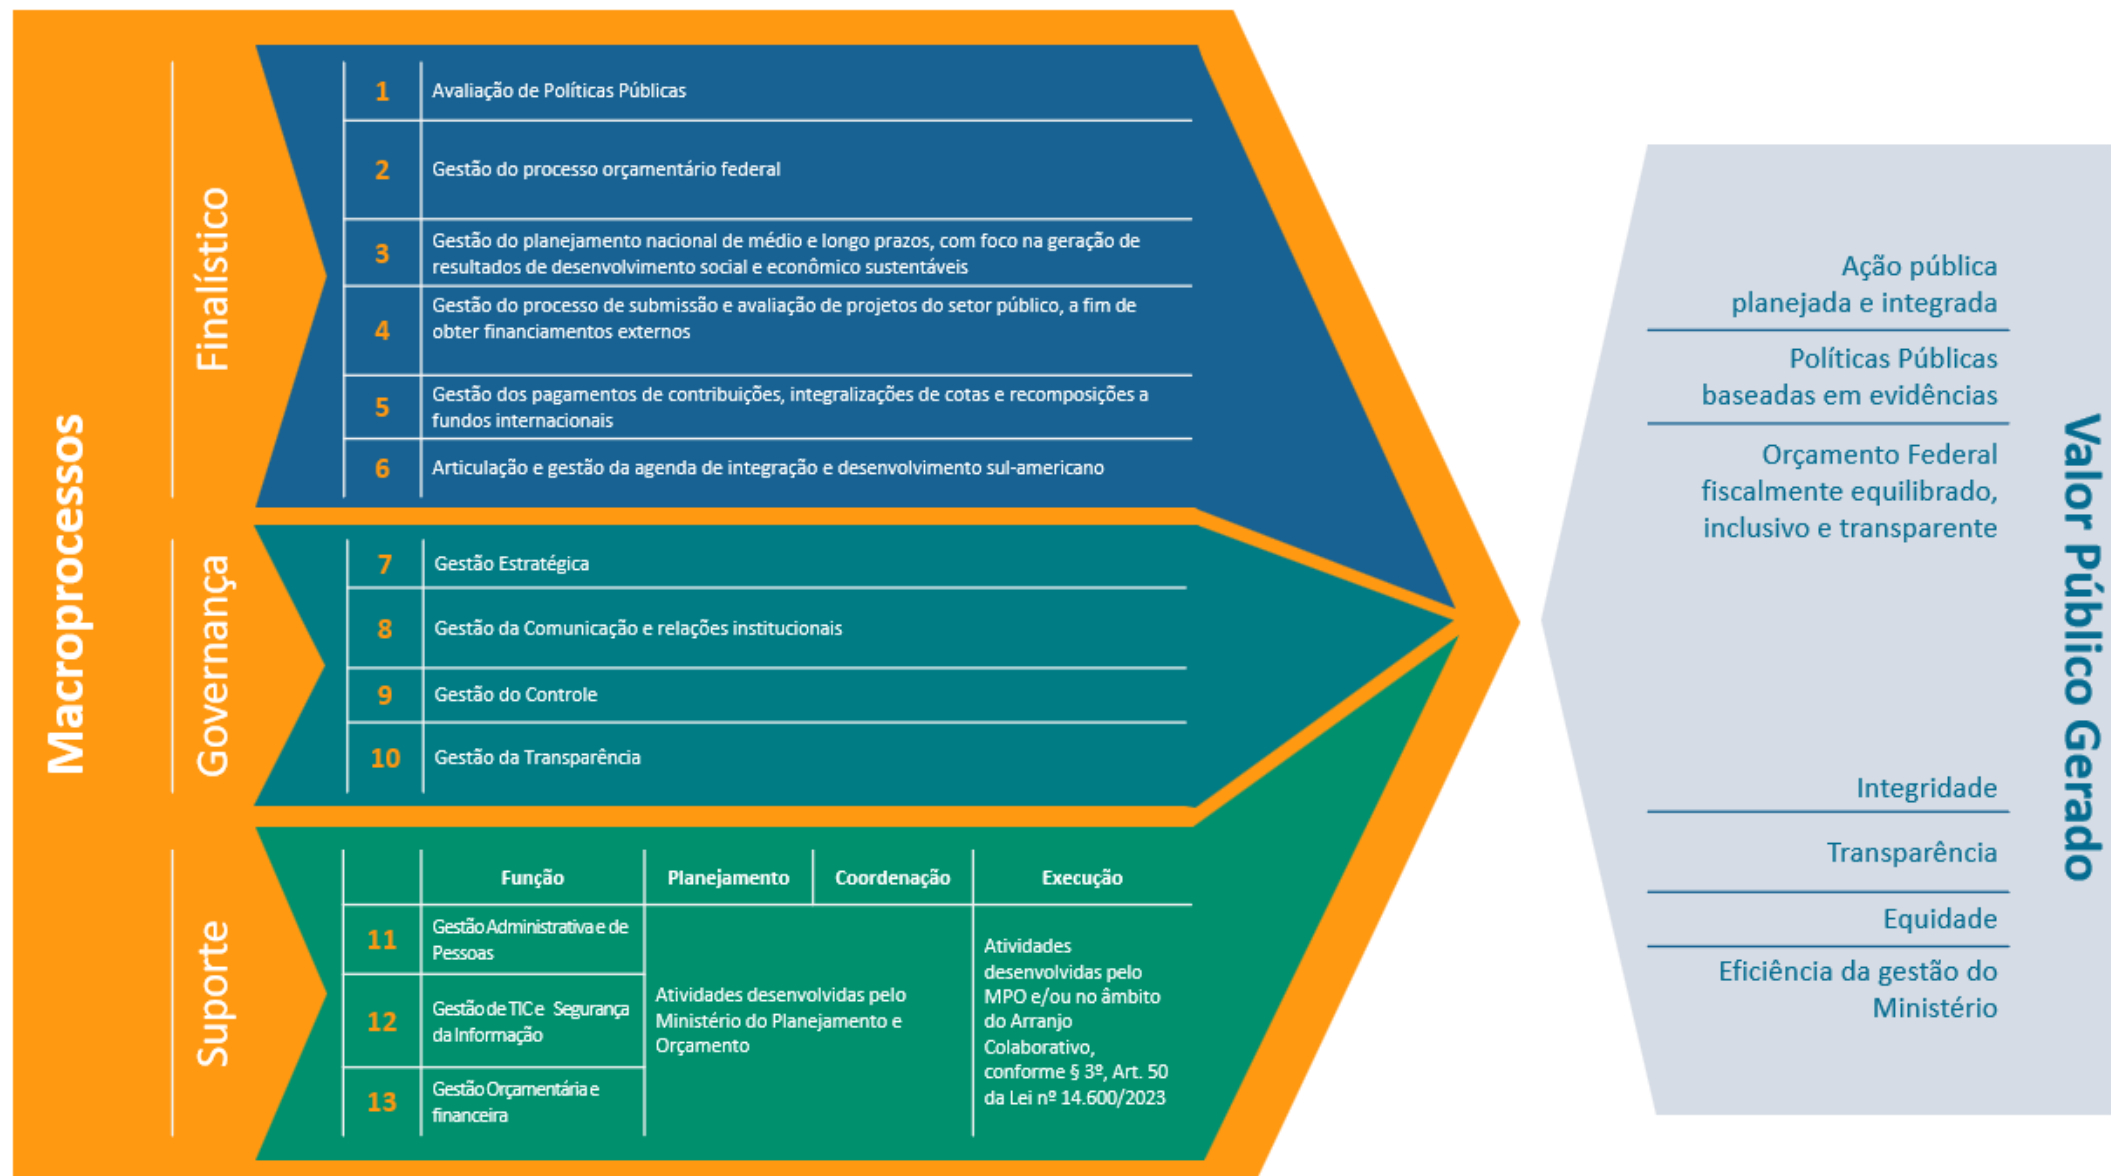 Macroprocessos
Finalístico
1
Avaliação de Políticas Públicas
2
Gestão do processo orçamentário federal
3
Gestão do planejamento nacional de médio e longo prazos, com foco na geração de
resultados de desenvolvimento social e econômico sustentáveis
4
Gestão do processo de submissão e avaliação de projetos do setor público, a fim de
obter financiamentos externos
5
Gestão dos pagamentos de contribuições, integralizações de cotas e recomposições a
fundos internacionais
6
Articulação e gestão da agenda de integração e desenvolvimento sul-americano
Governança
7
Gestão Estratégica
8
Gestão da Comunicação e relações institucionais
9
Gestão do Controle
10
Gestão da Transparência
Suporte
Função
Planejamento
Coordenação
Execução
11
Gestão Administrativa e de
Pessoas
12
Gestão de TIC e Segurança
da Informação
13
Gestão Orçamentária e
financeira
Atividades desenvolvidas pelo
Ministério do Planejamento e
Orçamento
Atividades
desenvolvidas pelo
MPO e/ou no âmbito
do Arranjo
Colaborativo,
conforme § 3º, Art. 50
da Lei nº 14.600/2023
Ação pública
planejada e integrada
Políticas Públicas
baseadas em evidências
Orçamento Federal
fiscalmente equilibrado,
inclusivo e transparente
Integridade
Transparência
Equidade
Eficiência da gestão do
Ministério
Valor Público Gerado